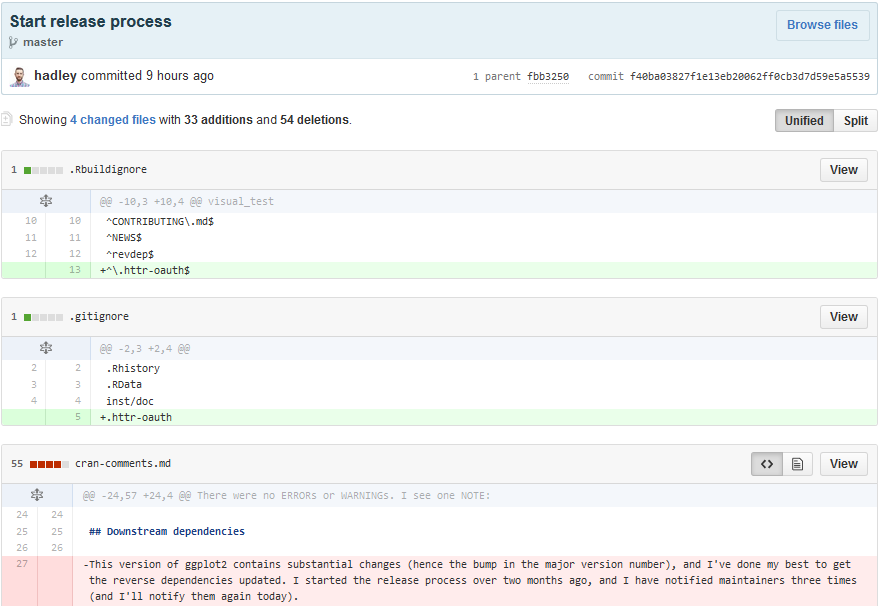 Start release process
Browse files
master
hadley committed 9 hours ago
1 parent fbb3250 commit f40ba03827f1e13eb20062ff0cb3d7d59e5a5539
Showing 4 changed files with 33 additions and 54 deletions.
Unified Split
1 .Rbuildignore View
@@ -10,3 +10,4 @@ visual_test
10 10 ^CONTRIBUTING\.md$
11 11 ^NEWS$
12 12 ^revdep$
13 +^\.httr-oauth$
1 .gitignore View
@@ -2,3 +2,4 @@
2 2 .Rhistory
3 3 .RData
4 4 inst/doc
5 +.httr-oauth
55 cran-comments.md View
@@ -24,57 +24,4 @@ There were no ERRORs or WARNINGs. I see one NOTE:
24 24
25 25 ## Downstream dependencies
26 26
27 -This version of ggplot2 contains substantial changes (hence the bump in the major version number), and I've done my best to get
the reverse dependencies updated. I started the release process over two months ago, and I have notified maintainers three times
(and I'll notify them again today).